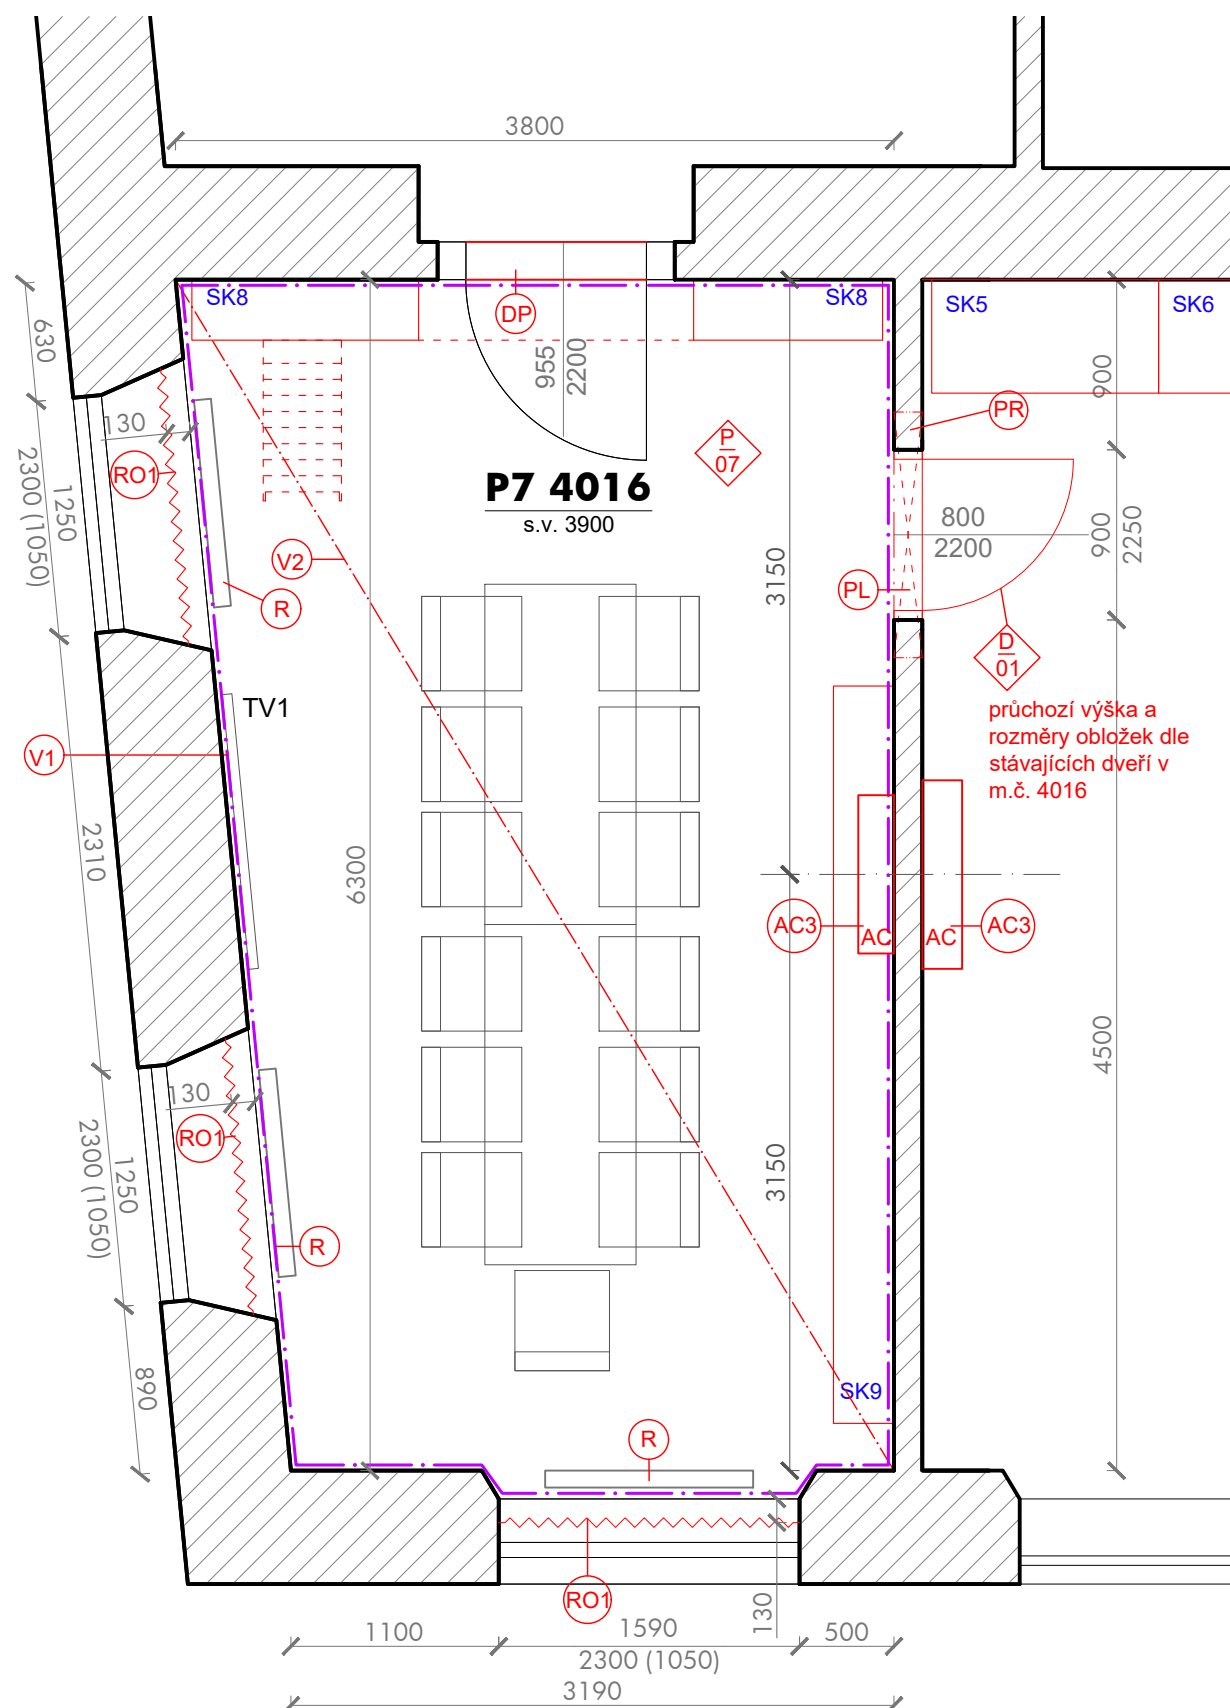 3800
SK8
SK8
SK5
SK6
DP
955
2200
900
630
130
PR
P
07
RO1
P7 4016
s.v. 3900
2300 (1050)
1250
V2
800
2200
900
2250
3150
PL
R
D
01
TV1
průchozí výška a
rozměry obložek dle
stávajících dveří v
m.č. 4016
V1
2310
6300
AC3
AC
AC
AC3
4500
130
RO1
2300 (1050)
1250
3150
R
890
SK9
R
RO1
130
1100
1590
500
2300 (1050)
3190